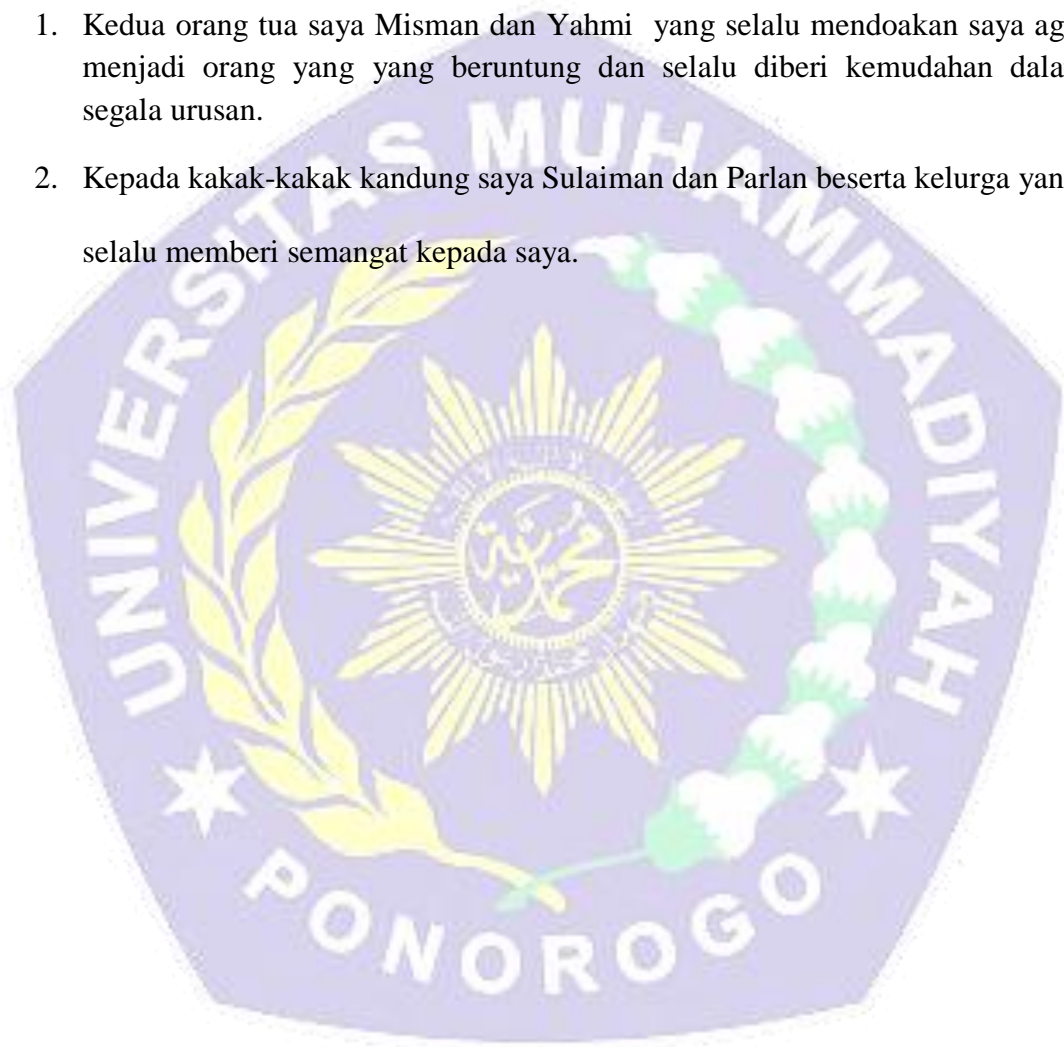 1. Kedua orang tua saya Misman dan Yahmi yang selalu mendoakan saya ag
menjadi orang yang yang beruntung dan selalu diberi kemudahan dala
segala urusan.
2. Kepada kakak-kakak kandung saya Sulaiman dan Parlan beserta kelurga yan
selalu memberi semangat kepada saya.
UNIVERSITAS MUHAMMADIYAH
PONOROGO